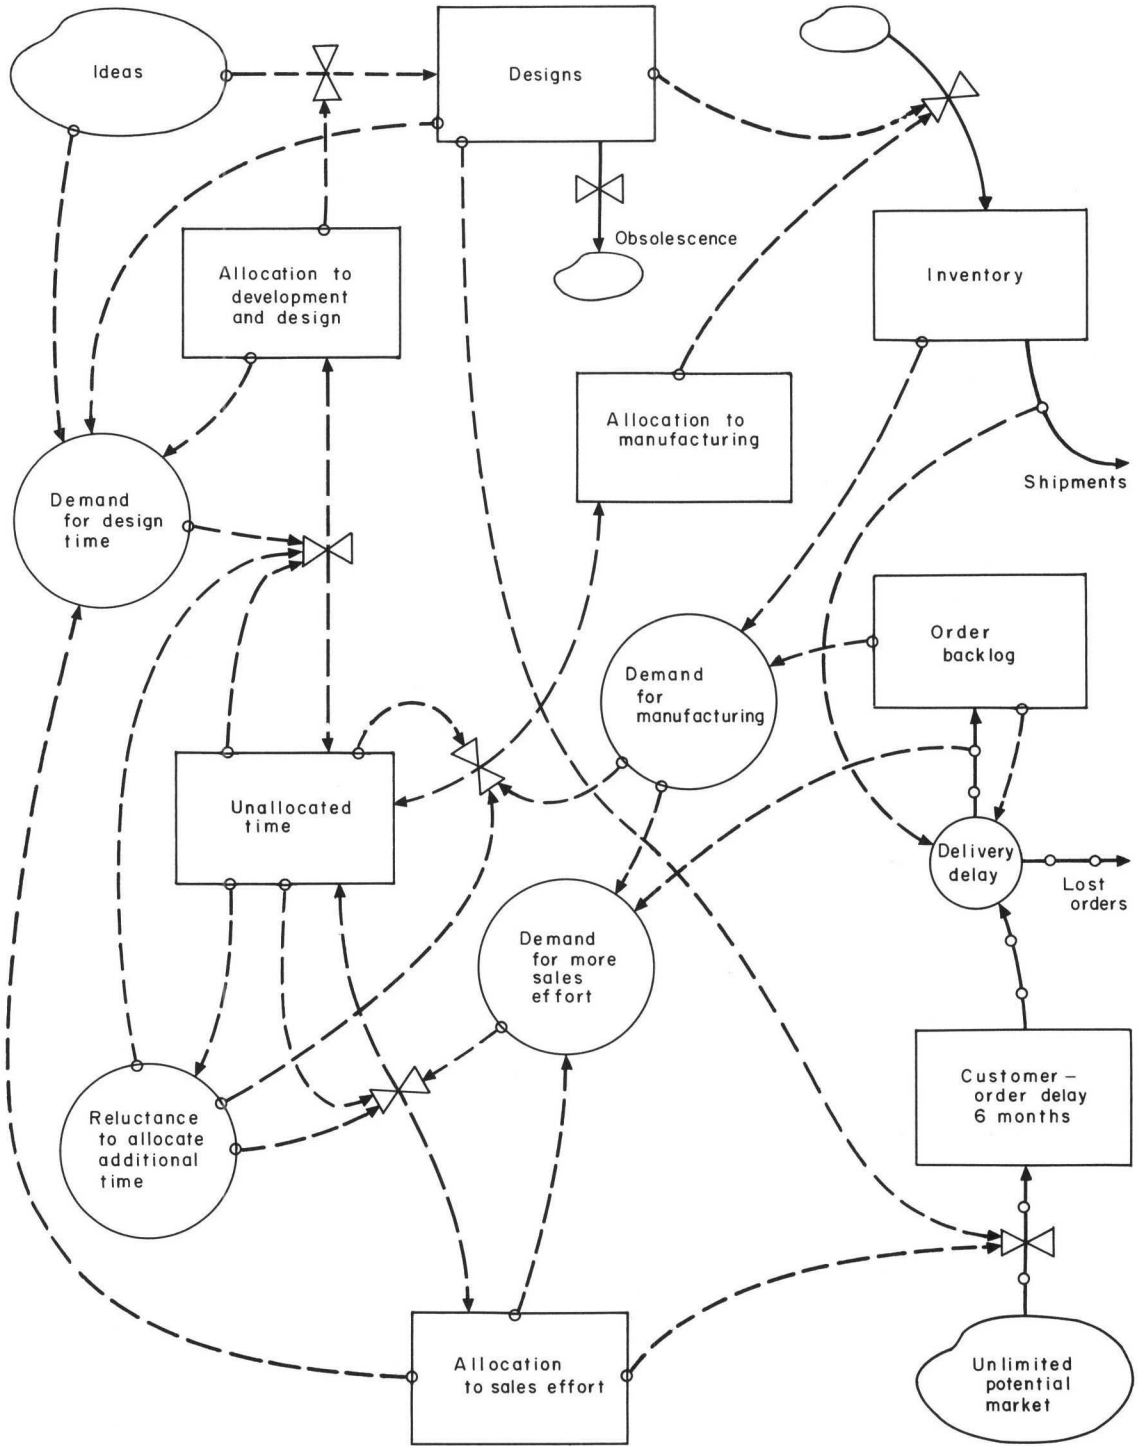 Ideas
Designs
Obsolescence
Allocation to
development
and design
Inventory
Allocation to
manufacturing
Shipments
Demand
for design
time
Order
backlog
Demand
for
manufacturing
Unallocated
time
Delivery
delay
Lost
orders
Demand
for more
sales
effort
Customer-
order delay
6 months
Reluctance
to allocate
additional
time
Allocation
to sales effort
Unlimited
potential
market